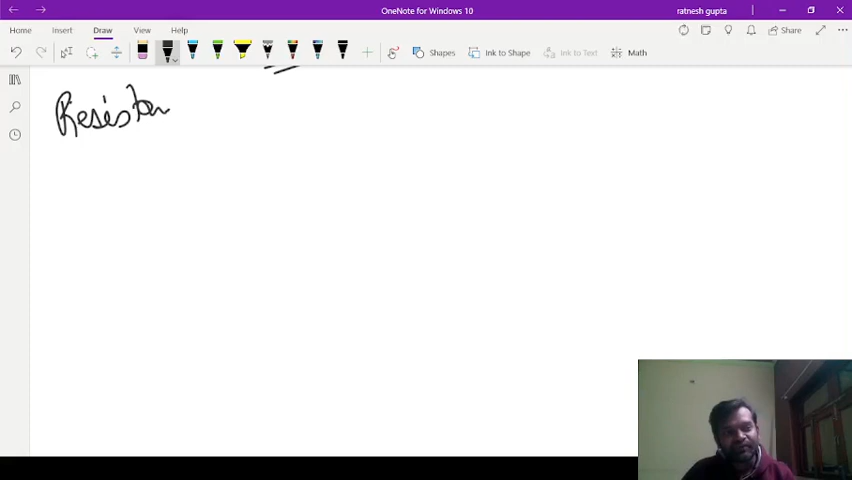 OneNote for Windows 10
ratnesh gupta
Home
Insert
Draw
View
Help
Share
Shapes
Ink to Shape
Ink to Text
Math
Resistor